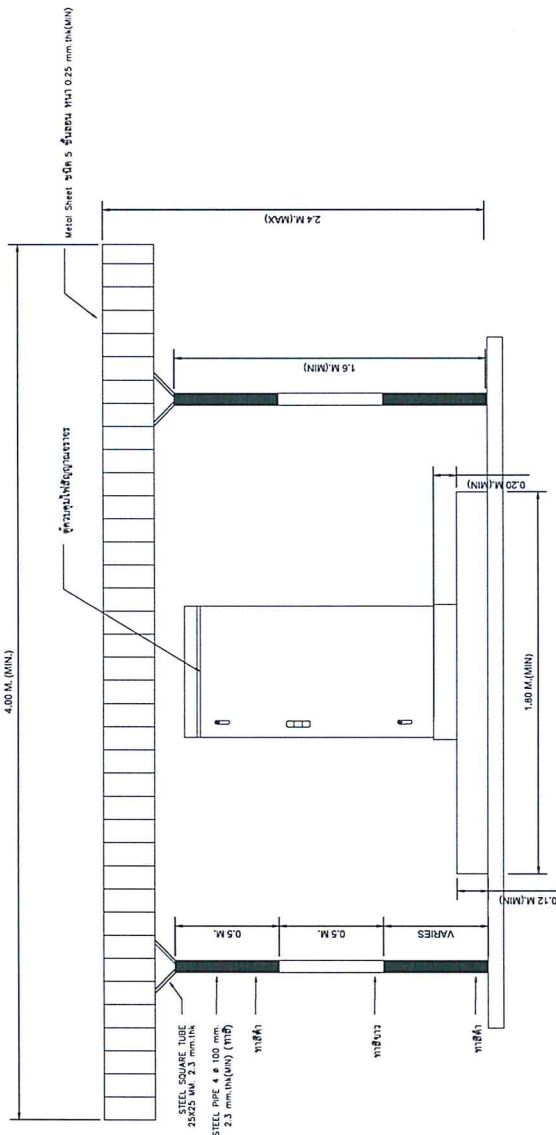 4.00 M. (MIN.)
Metal Sheet ชนิด 5 ชั้นลอน หนา 0.25 mm.thk(MIN)
ตู้ควบคุมไฟสัญญาณจราจร
2.4 M.(MAX)
1.6 M.(MIN)
0.20 M.(MIN)
1.80 M.(MIN)
0.12 M.(MIN)
0.5 M.
0.5 M.
VARIES
STEEL SQUARE TUBE
25X25 MM. 2.3 mm.thk
STEEL PIPE 4 ø 100 mm.
2.3 mm.thk(MIN) (ทาสี)
ทาสีดำ
ทาสีขาว
ทาสีดำ